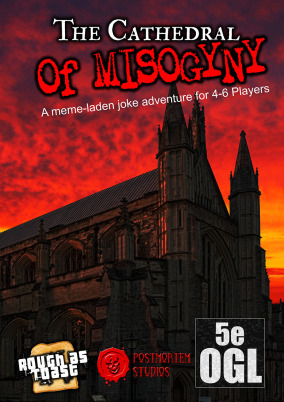 The Cathedral
Of Misogyny
A meme-laden joke adventure for 4-6 Players
Rough as
Toast
Postmortem
Studios
5e
OGL